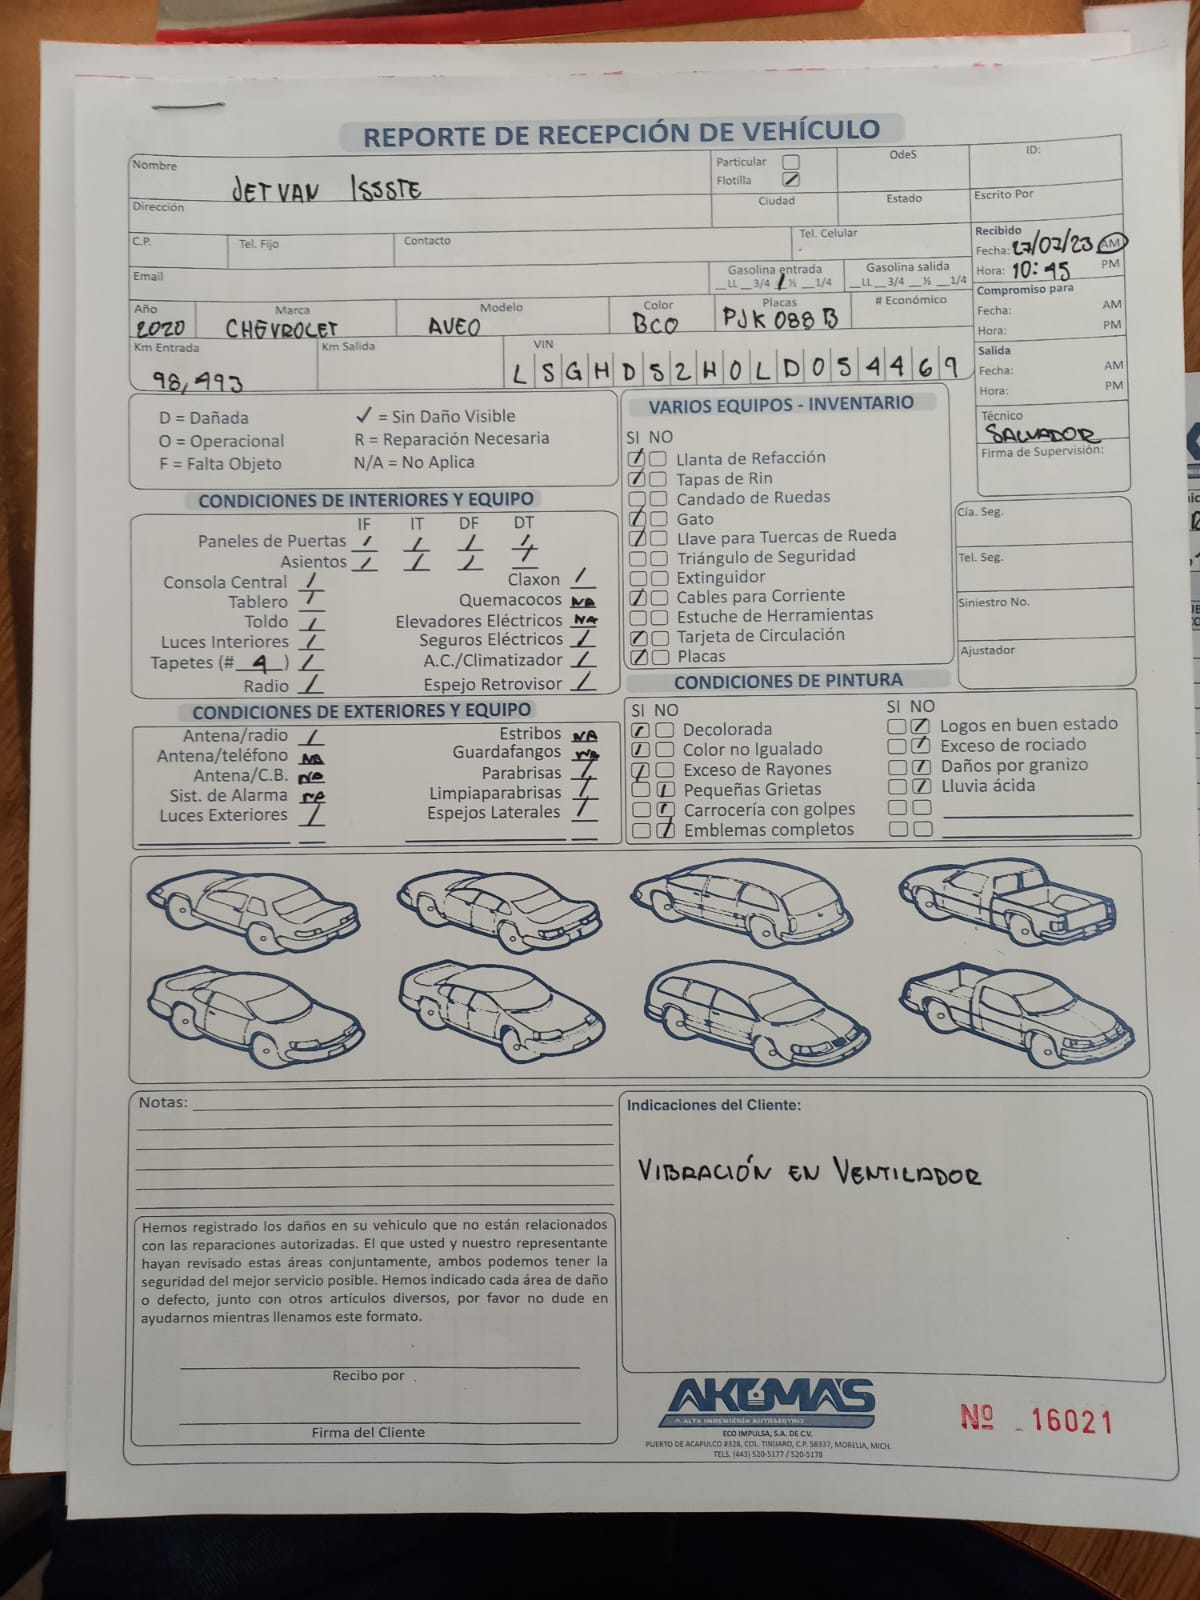 REPORTE DE RECEPCIÓN DE VEHÍCULO
Nombre JET VAN ISSSTE
Particular
Flotilla ✓
OdeS
ID:
Dirección
Ciudad
Estado
Escrito Por
C.P.
Tel. Fijo
Contacto
Tel. Celular
Recibido
Fecha: 27/07/23 AM
Hora: 10:45 PM
Email
Gasolina entrada
__LL __3/4 / ½ __1/4
Gasolina salida
__LL __3/4 __½ __1/4
Compromiso para
Fecha: AM
Hora: PM
Año 2020
Marca CHEVROLET
Modelo AVEO
Color BCO
Placas PJK 088 B
# Económico
Km Entrada 98,493
Km Salida
VIN LSGHD52H0LD054469
Salida
Fecha: AM
Hora: PM
Técnico
SALVADOR
Firma de Supervisión:
D = Dañada ✓ = Sin Daño Visible
O = Operacional R = Reparación Necesaria
F = Falta Objeto N/A = No Aplica
CONDICIONES DE INTERIORES Y EQUIPO
IF IT DF DT
Paneles de Puertas / / / /
Asientos / / / /
Consola Central / Claxon /
Tablero / Quemacocos NA
Toldo / Elevadores Eléctricos NA
Luces Interiores / Seguros Eléctricos /
Tapetes (# 4 ) / A.C./Climatizador /
Radio / Espejo Retrovisor /
CONDICIONES DE EXTERIORES Y EQUIPO
Antena/radio / Estribos NA
Antena/teléfono NA Guardafangos NA
Antena/C.B. NA Parabrisas /
Sist. de Alarma NA Limpiaparabrisas /
Luces Exteriores / Espejos Laterales /
VARIOS EQUIPOS - INVENTARIO
SI NO
Llanta de Refacción
Tapas de Rin
Candado de Ruedas
Gato
Llave para Tuercas de Rueda
Triángulo de Seguridad
Extinguidor
Cables para Corriente
Estuche de Herramientas
Tarjeta de Circulación
Placas
Cía. Seg.
Tel. Seg.
Siniestro No.
Ajustador
CONDICIONES DE PINTURA
SI NO SI NO
Decolorada Logos en buen estado
Color no Igualado Exceso de rociado
Exceso de Rayones Daños por granizo
Pequeñas Grietas Lluvia ácida
Carrocería con golpes
Emblemas completos
Notas:
Hemos registrado los daños en su vehiculo que no están relacionados
con las reparaciones autorizadas. El que usted y nuestro representante
hayan revisado estas áreas conjuntamente, ambos podemos tener la
seguridad del mejor servicio posible. Hemos indicado cada área de daño
o defecto, junto con otros artículos diversos, por favor no dude en
ayudarnos mientras llenamos este formato.
Recibo por
Firma del Cliente
Indicaciones del Cliente:
VIBRACIÓN EN VENTILADOR
AKUMA'S
ALTA INGENIERÍA AUTOMOTRIZ
ECO IMPULSA, S.A. DE C.V.
PUERTO DE ACAPULCO #328, COL. TINIJARO, C.P. 58337, MORELIA, MICH.
TELS. (443) 520-5177 / 520-5178
Nº 16021